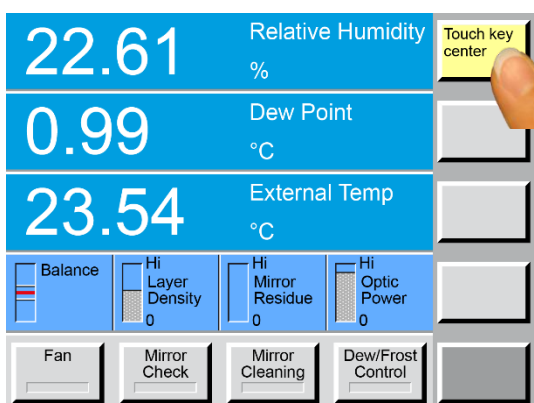 22.61
Relative Humidity
%
Touch key
center
0.99
Dew Point
°C
23.54
External Temp
°C
Balance
Hi
Layer
Density
0
Hi
Mirror
Residue
0
Hi
Optic
Power
0
Fan
Mirror
Check
Mirror
Cleaning
Dew/Frost
Control